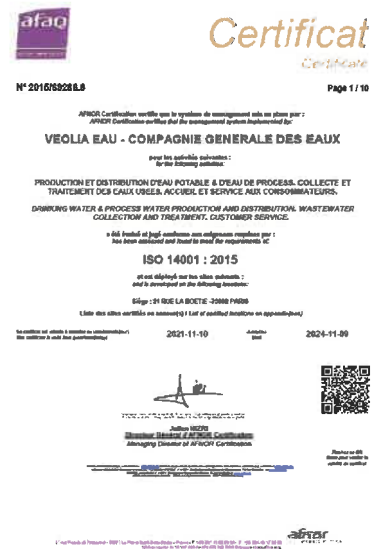 afaq
Certificat
Certificate
N° 2015/69286.8
Page 1 / 10
AFNOR Certification certifie que le système de management mis en place par :
AFNOR Certification certifies that the management system implemented by:
VEOLIA EAU - COMPAGNIE GENERALE DES EAUX
pour les activités suivantes :
for the following activities:
PRODUCTION ET DISTRIBUTION D'EAU POTABLE & D'EAU DE PROCESS. COLLECTE ET
TRAITEMENT DES EAUX USEES. ACCUEIL ET SERVICE AUX CONSOMMATEURS.
DRINKING WATER & PROCESS WATER PRODUCTION AND DISTRIBUTION. WASTEWATER
COLLECTION AND TREATMENT. CUSTOMER SERVICE.
a été évalué et jugé conforme aux exigences requises par :
has been assessed and found to meet the requirements of:
ISO 14001 : 2015
et est déployé sur les sites suivants :
and is developed on the following locations:
Siège : 21 RUE LA BOETIE -75008 PARIS
Liste des sites certifiés en annexe(s) / List of certified locations on appendix(ces)
2021-11-10
2024-11-09
Julien NIZRI
Directeur Général d'AFNOR Certification
Managing Director of AFNOR Certification
afnor